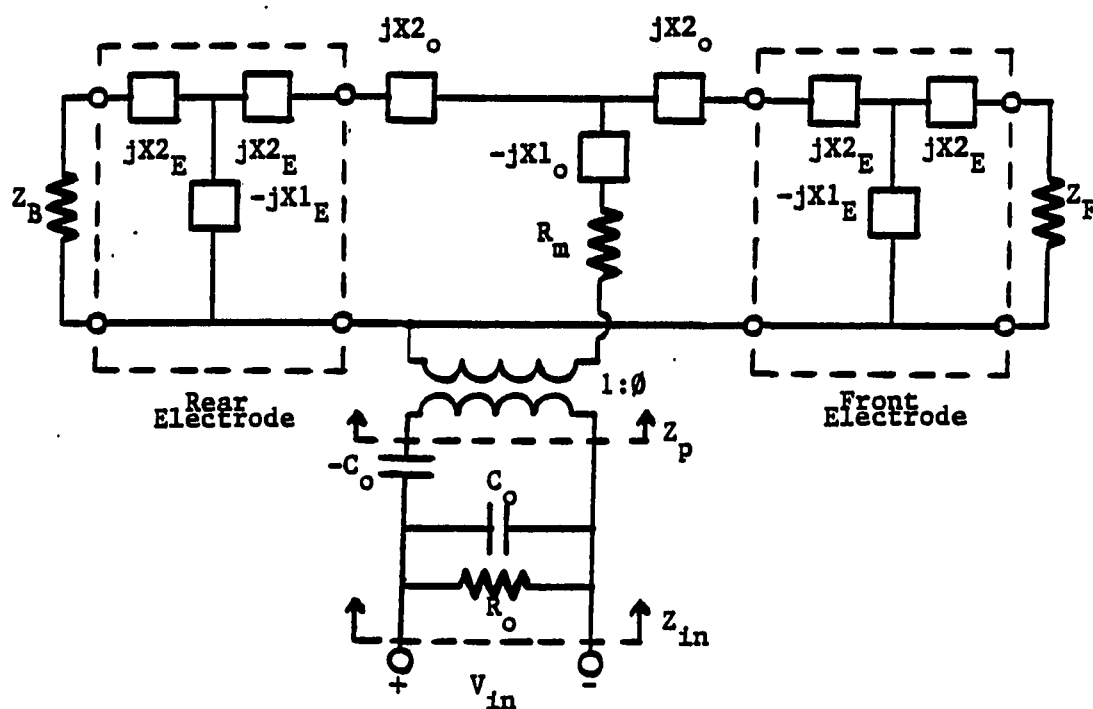 jX2o jX2o
jX2E jX2E
-jX1o
jX2E jX2E
ZB
-jX1E
Rm
-jX1E
ZF
1:Ø
Rear
Electrode
Front
Electrode
Zp
-Co
Co
Ro
Zin
+ Vin -